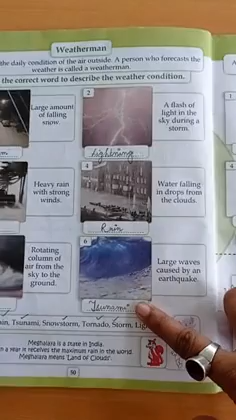 Weatherman
the daily condition of the air outside. A person who forecasts the
weather is called a weatherman.
the correct word to describe the weather condition.
Large amount
of falling
snow.
2
A flash of
light in the
sky during a
storm.
Lightning
Heavy rain
with strong
winds.
4
Water falling
in drops from
the clouds.
Rain
Rotating
column of
air from the
sky to the
ground.
6
Large waves
caused by an
earthquake.
Tsunami
Tsunami, Snowstorm, Tornado, Storm,
Meghalaya is a state in India.
a year it receives the maximum rain in the world.
Meghalaya means 'Land of Clouds'.
50